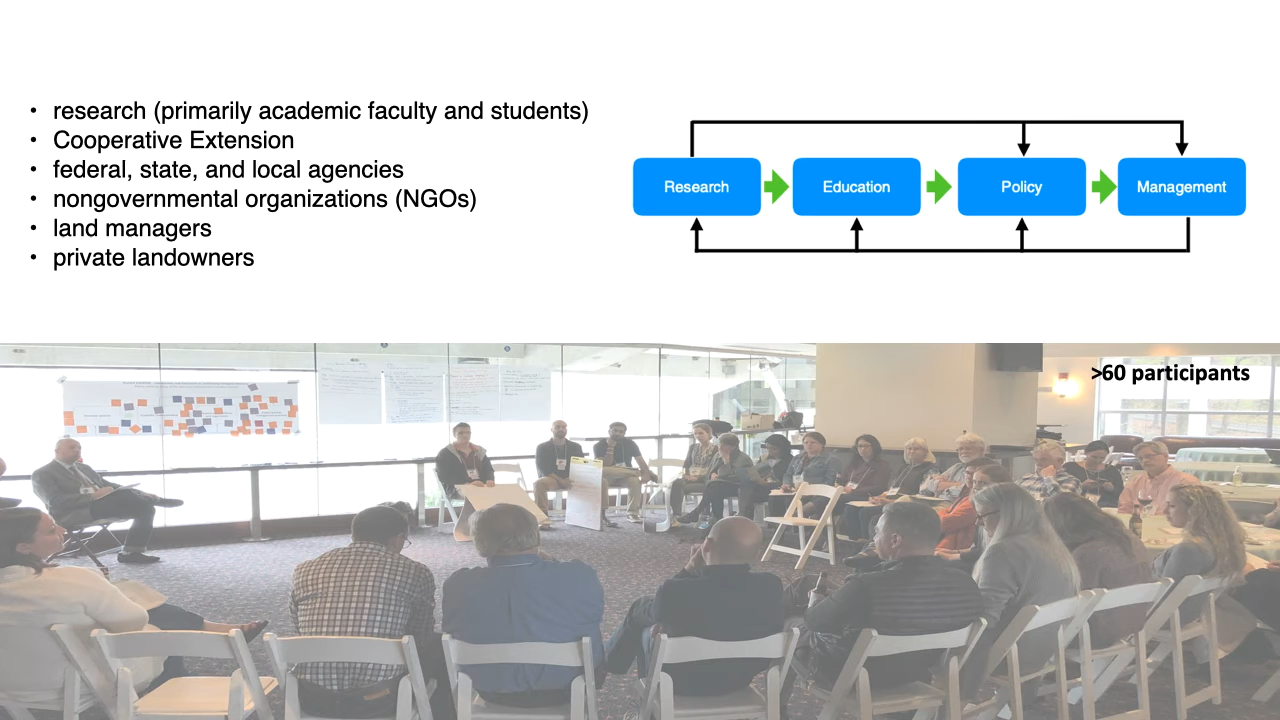 • research (primarily academic faculty and students)
• Cooperative Extension
• federal, state, and local agencies
• nongovernmental organizations (NGOs)
• land managers
• private landowners
Research
Education
Policy
Management
>60 participants